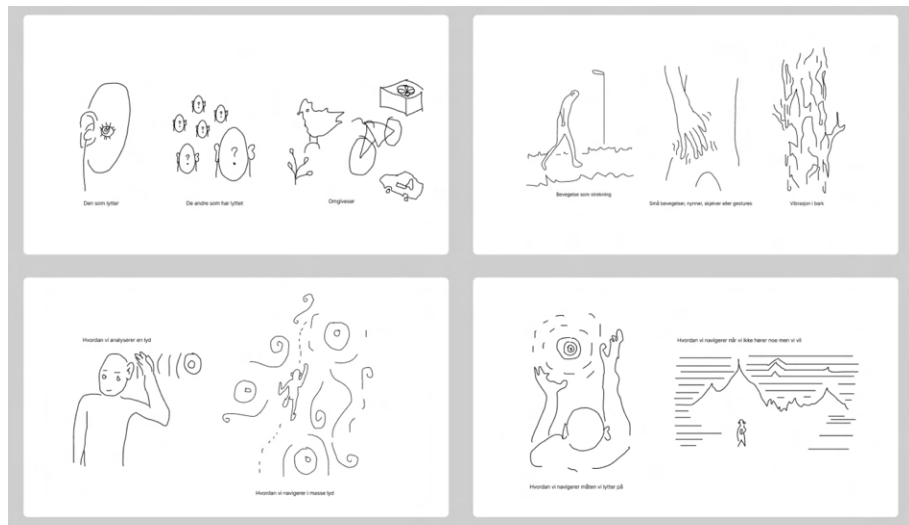 Den som lytter
De andre som har lyttet
Omgivelser
Bevegelse som strekning
Små bevegelser, nynner, skjelver eller gestures
Vibrasjon i bark
Hvordan vi analyserer en lyd
Hvordan vi navigerer i masse lyd
Hvordan vi navigerer måten vi lytter på
Hvordan vi navigerer når vi ikke hører noe men vi vil